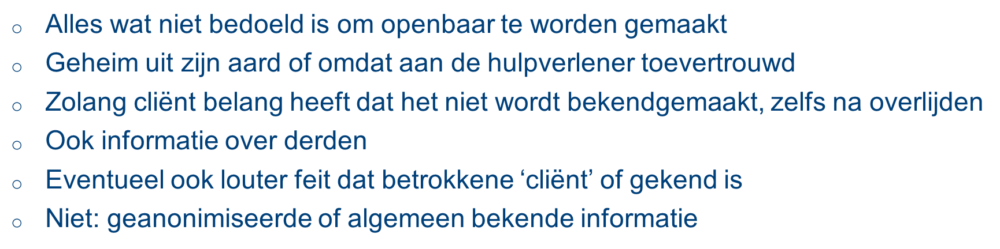 Alles wat niet bedoeld is om openbaar te worden gemaakt
Geheim uit zijn aard of omdat aan de hulpverlener toevertrouwd
Zolang cliënt belang heeft dat het niet wordt bekendgemaakt, zelfs na overlijden
Ook informatie over derden
Eventueel ook louter feit dat betrokkene ‘cliënt’ of gekend is
Niet: geanonimiseerde of algemeen bekende informatie